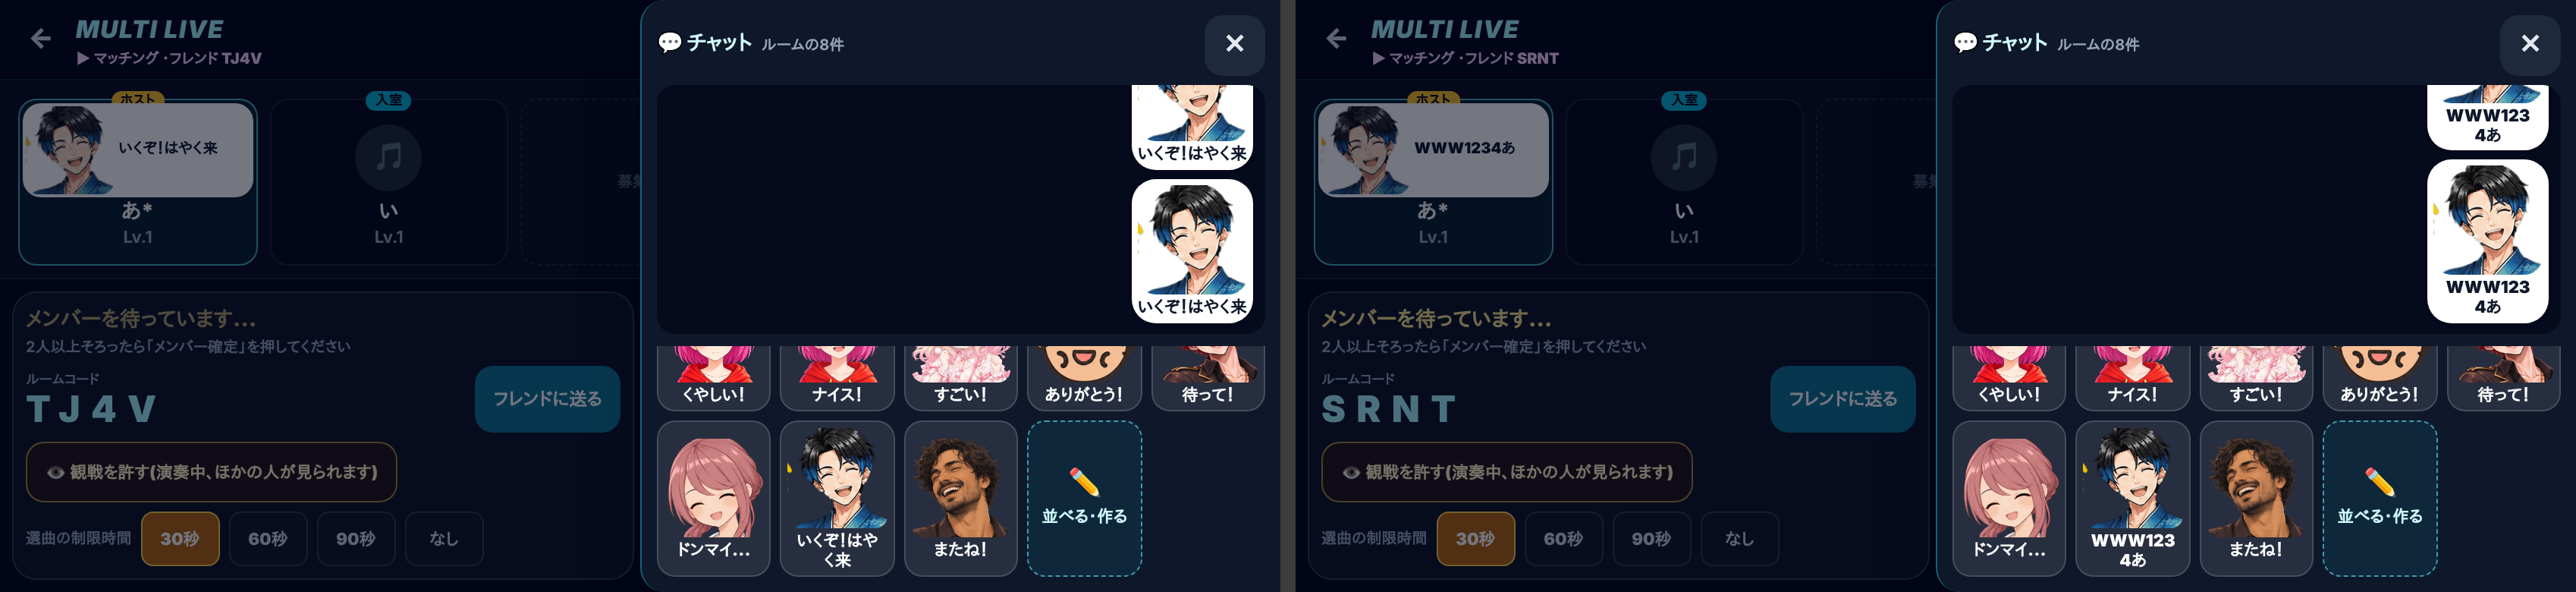 MULTI LIVE
▶ マッチング・フレンド TJ4V
ホスト
いくぞ！はやく来
あ*
Lv.1
入室
い
Lv.1
メンバーを待っています...
2人以上そろったら「メンバー確定」を押してください
ルームコード
TJ4V
フレンドに送る
観戦を許す(演奏中、ほかの人が見られます)
選曲の制限時間
30秒
60秒
90秒
なし
チャット ルームの8件
✕
いくぞ！はやく来
いくぞ！はやく来
くやしい！
ナイス！
すごい！
ありがとう！
待って！
ドンマイ...
いくぞ！はや
く来
またね！
並べる・作る
MULTI LIVE
▶ マッチング・フレンド SRNT
ホスト
WWW1234あ
あ*
Lv.1
入室
い
Lv.1
メンバーを待っています...
2人以上そろったら「メンバー確定」を押してください
ルームコード
SRNT
フレンドに送る
観戦を許す(演奏中、ほかの人が見られます)
選曲の制限時間
30秒
60秒
90秒
なし
チャット ルームの8件
✕
WWW123
4あ
WWW123
4あ
くやしい！
ナイス！
すごい！
ありがとう！
待って！
ドンマイ...
WWW123
4あ
またね！
並べる・作る